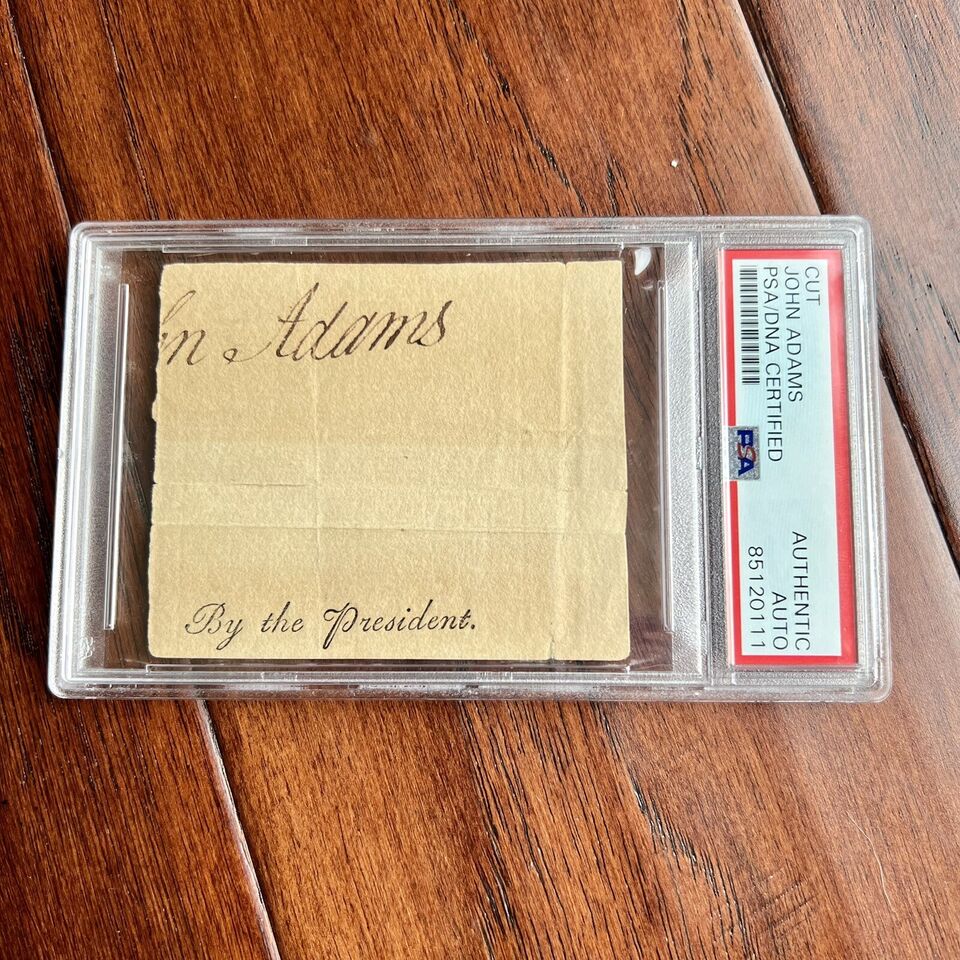 hn Adams
By the President.
CUT
JOHN ADAMS
PSA/DNA CERTIFIED
PSA
AUTHENTIC
AUTO
85120111